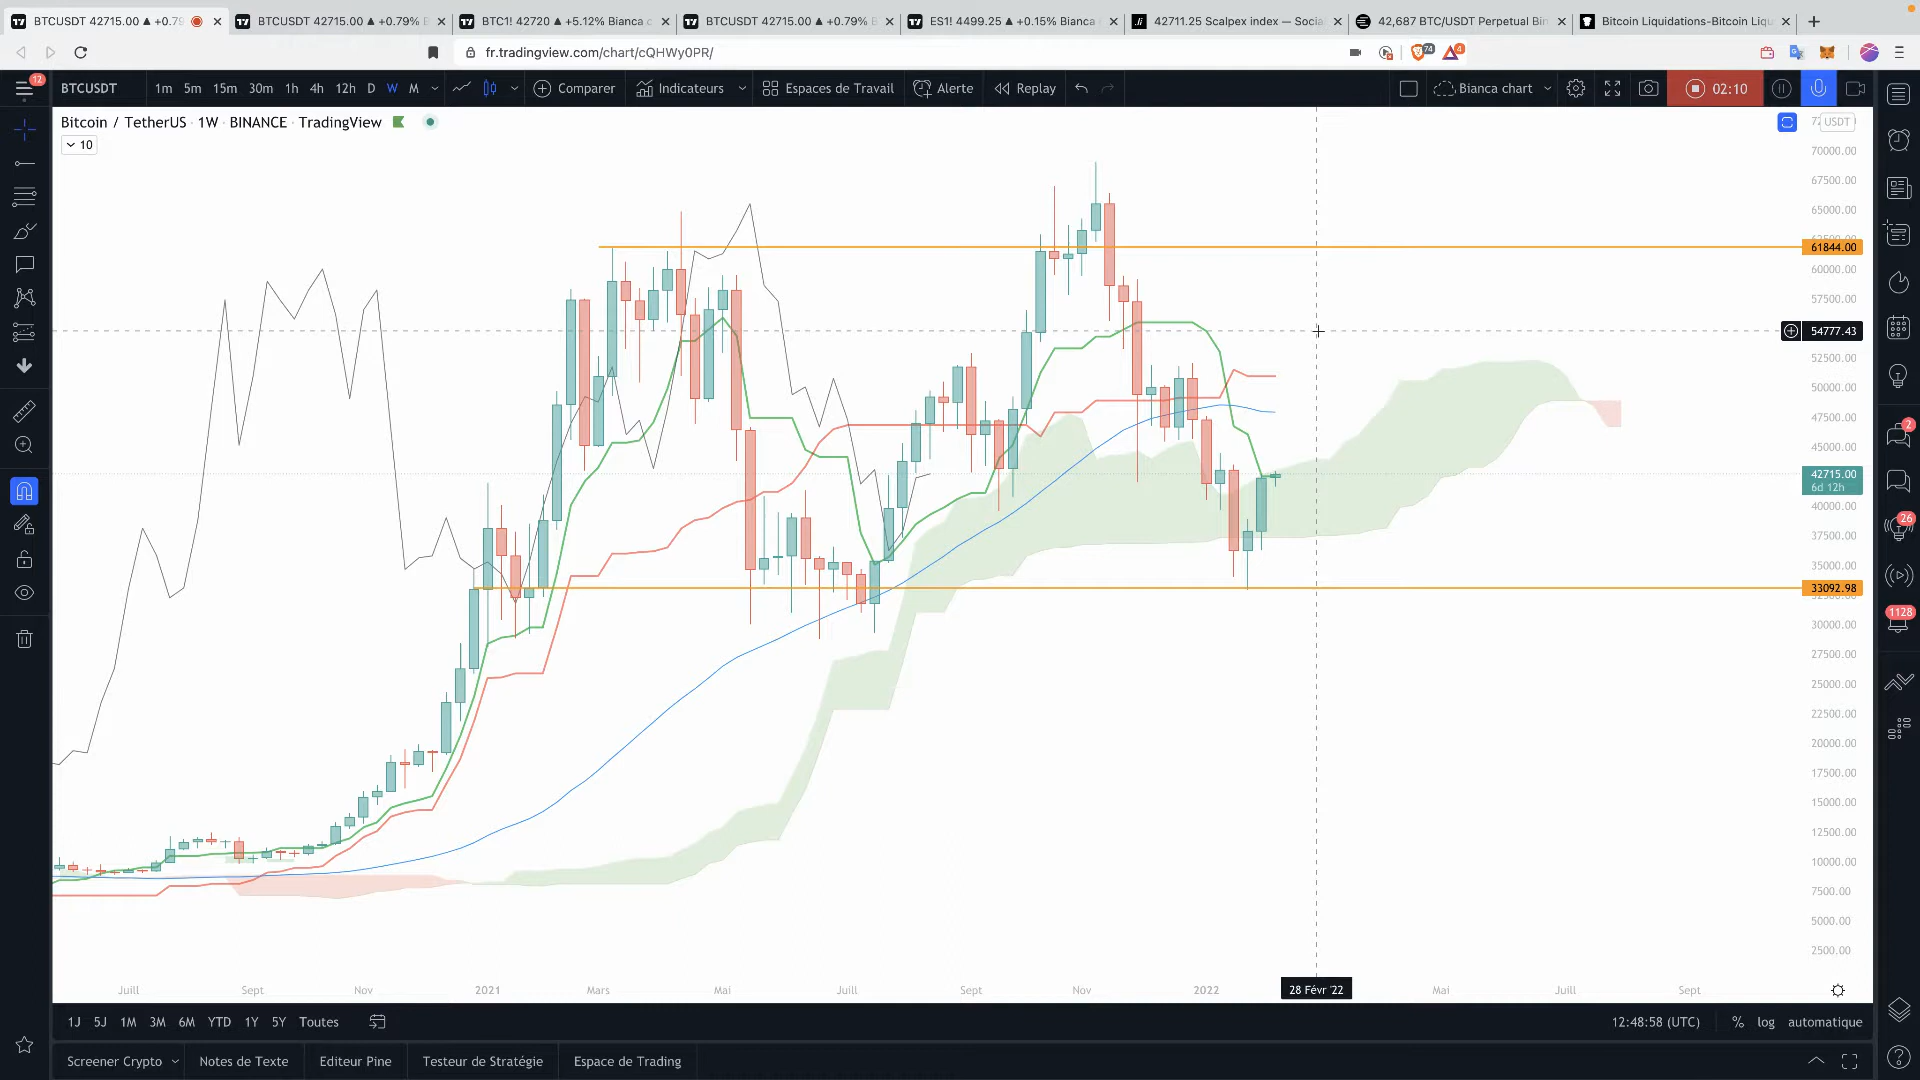 BTCUSDT 42715.00 ▲ +0.79
BTCUSDT 42715.00 ▲ +0.79% B
BTC1! 42720 ▲ +5.12% Bianca c
BTCUSDT 42715.00 ▲ +0.79% B
ES1! 4499.25 ▲ +0.15% Bianca
42711.25 Scalpex index — Social
42,687 BTC/USDT Perpetual Bin
Bitcoin Liquidations-Bitcoin Liqu
fr.tradingview.com/chart/cQHWy0PR/
74
4
12
BTCUSDT
1m 5m 15m 30m 1h 4h 12h D W M
Comparer
Indicateurs
Espaces de Travail
Alerte
Replay
Bianca chart
02:10
Bitcoin / TetherUS · 1W · BINANCE · TradingView
10
USDT
70000.00
67500.00
65000.00
61844.00
60000.00
57500.00
54777.43
52500.00
50000.00
47500.00
45000.00
42715.00
6d 12h
40000.00
37500.00
35000.00
33092.98
30000.00
27500.00
25000.00
22500.00
20000.00
17500.00
15000.00
12500.00
10000.00
7500.00
5000.00
2500.00
2
26
1128
Juill Sept Nov 2021 Mars Mai Juill Sept Nov 2022 28 Févr '22 Mai Juill Sept
1J 5J 1M 3M 6M YTD 1Y 5Y Toutes
12:48:58 (UTC) % log automatique
Screener Crypto
Notes de Texte
Editeur Pine
Testeur de Stratégie
Espace de Trading